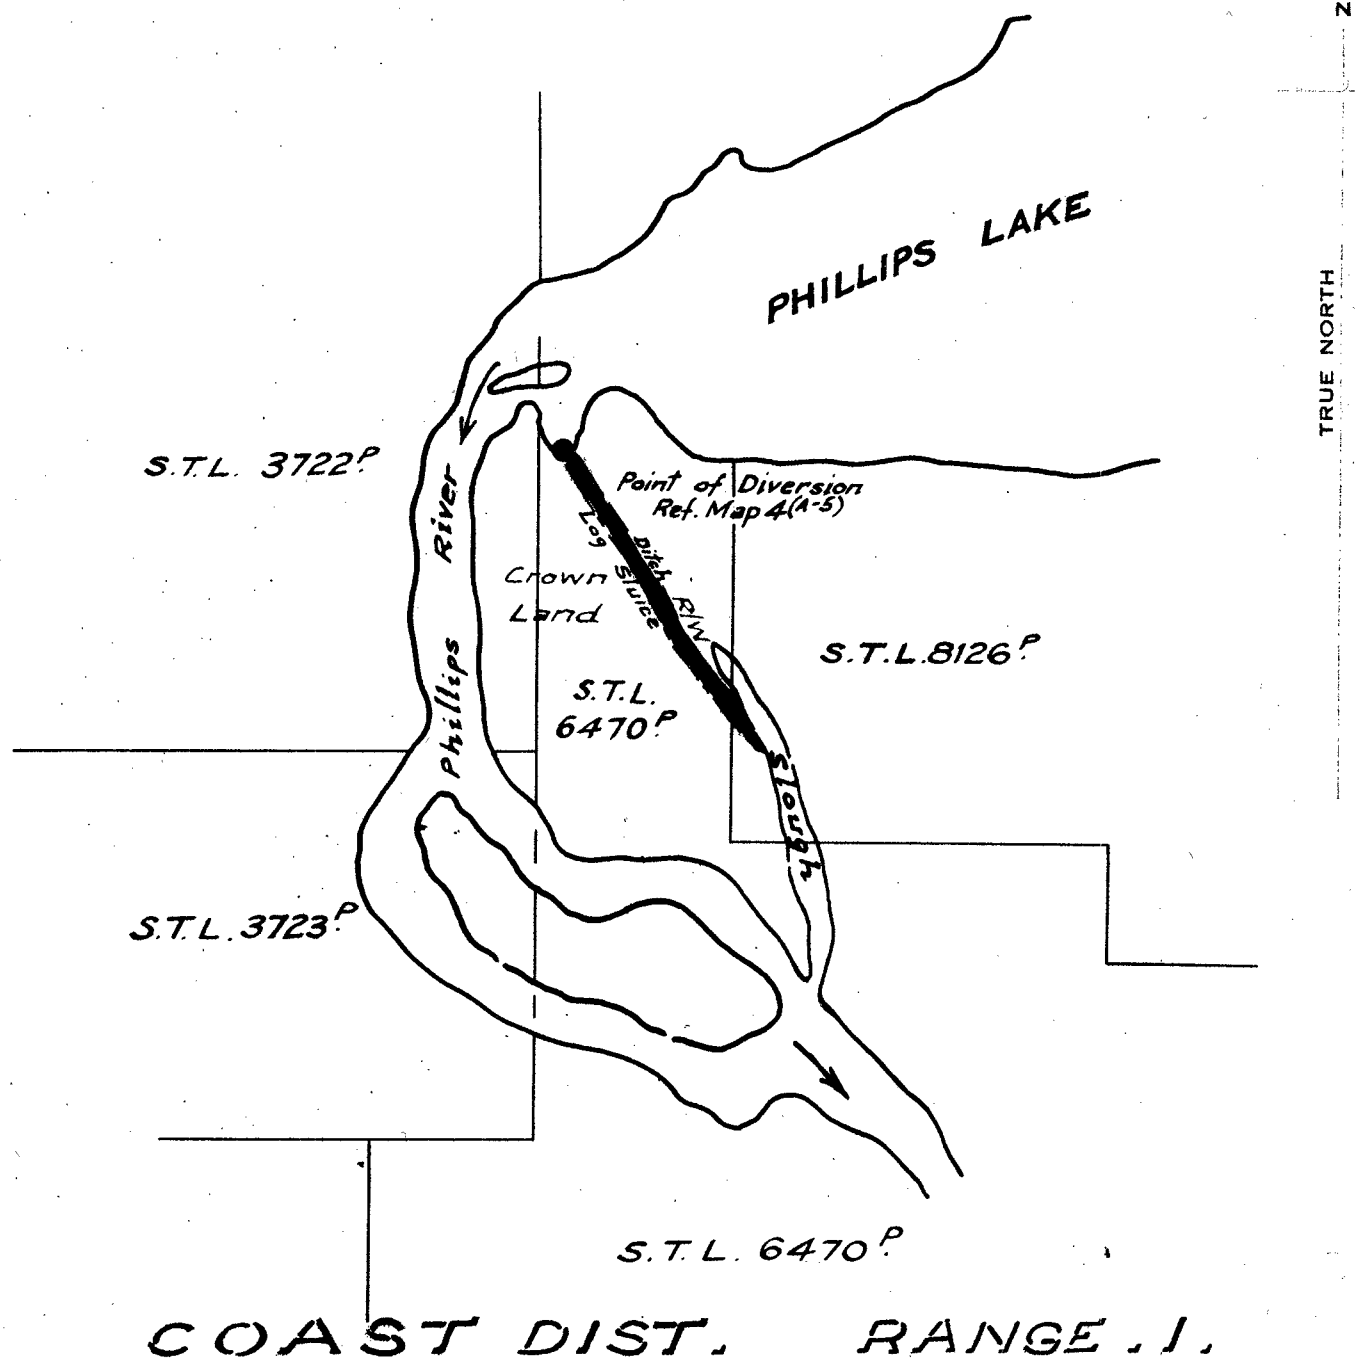 N
TRUE NORTH
PHILLIPS LAKE
S.T.L. 3722P.
Phillips River
Point of Diversion
Ref. Map 4(A-5)
Log Sluice
Ditch R/W
Crown
Land
S.T.L. 8126P.
S.T.L.
6470P.
Slough
S.T.L. 3723P.
S.T.L. 6470P.
COAST DIST. RANGE.1.